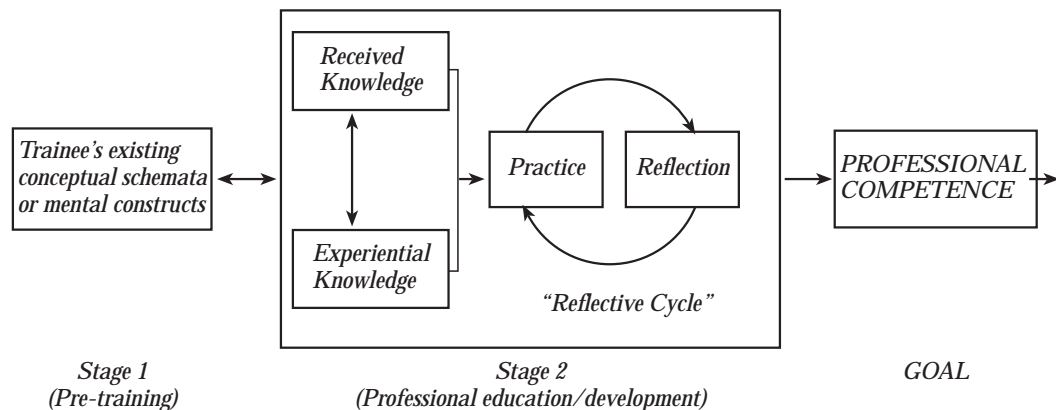 Trainee's existing
conceptual schemata
or mental constructs
Received
Knowledge
Experiential
Knowledge
Practice
Reflection
“Reflective Cycle”
PROFESSIONAL
COMPETENCE
Stage 1
(Pre-training)
Stage 2
(Professional education/development)
GOAL